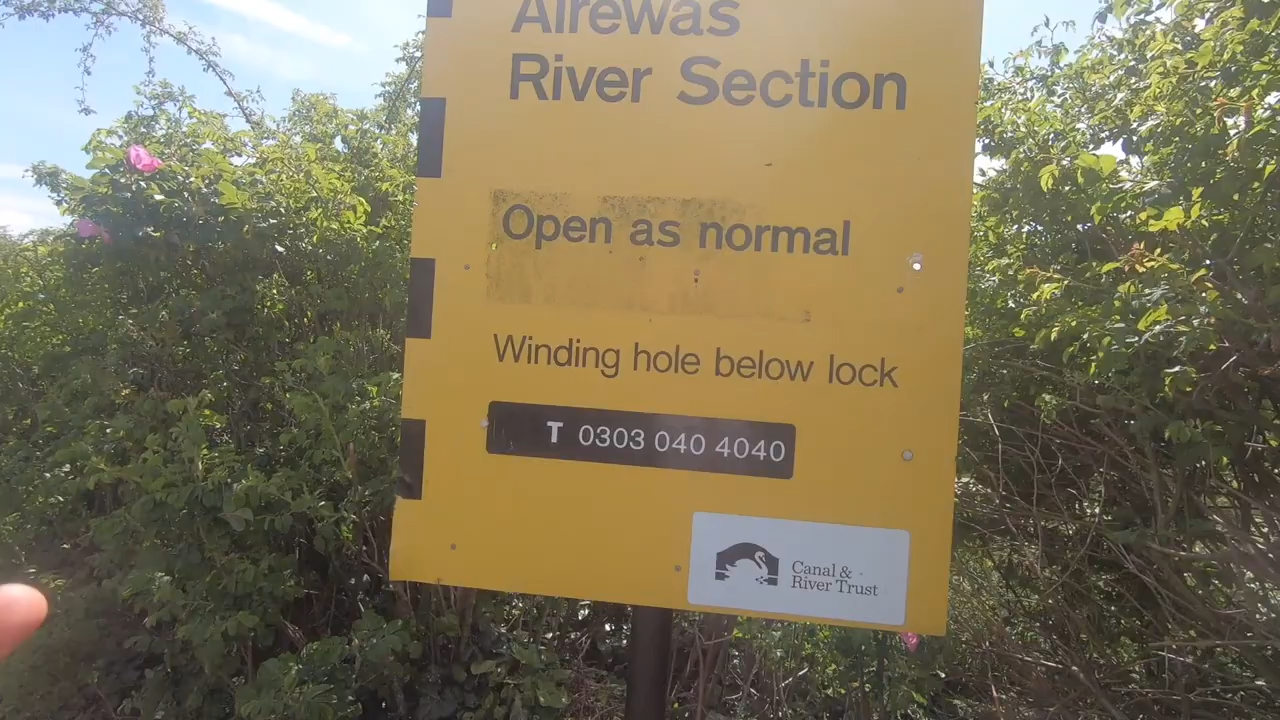 Alrewas
River Section
Open as normal
Winding hole below lock
T 0303 040 4040
Canal &
River Trust